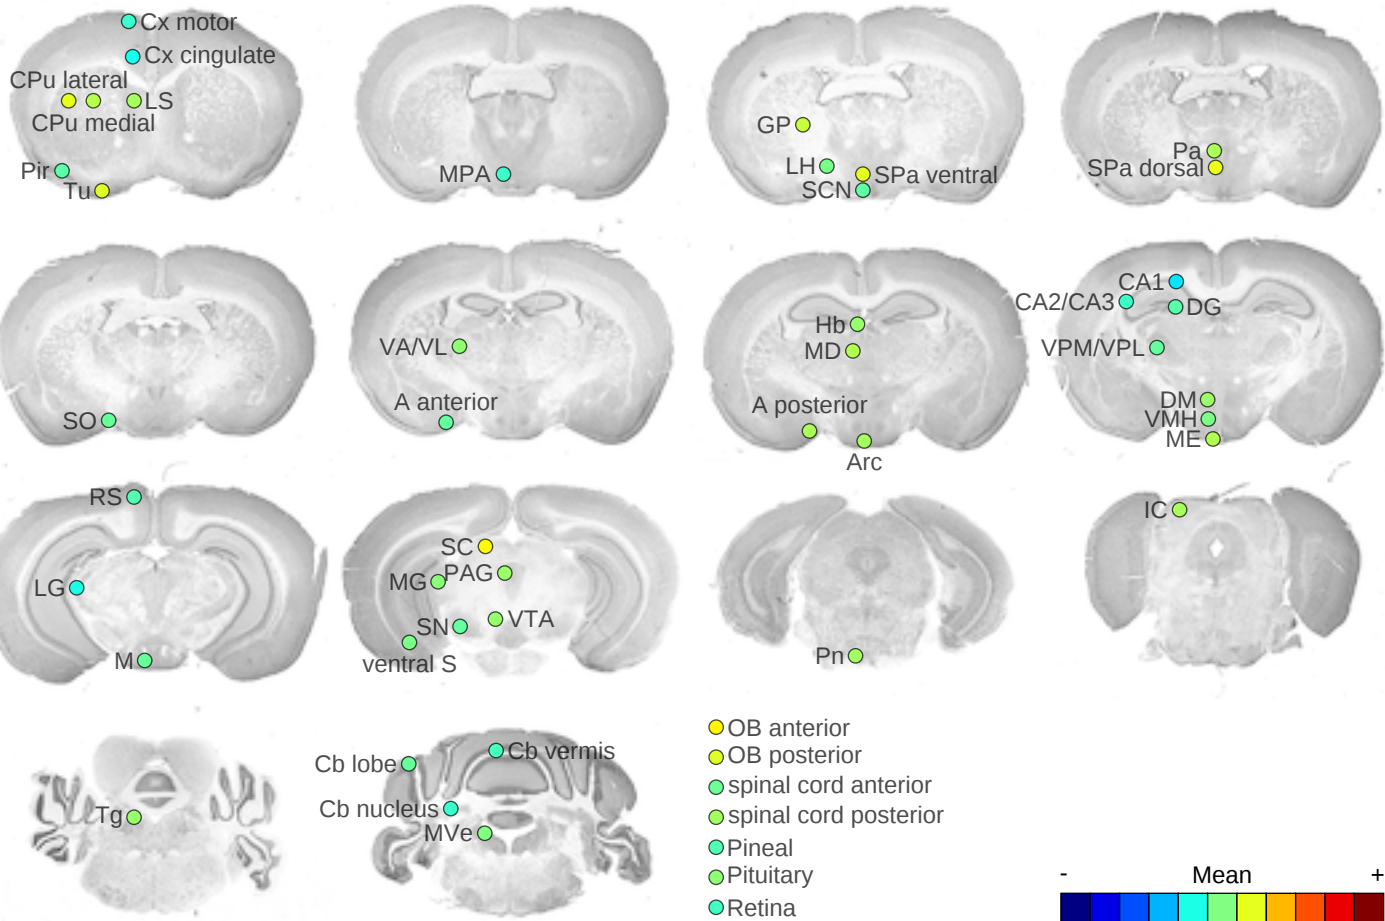 Cx motor
Cx cingulate
CPu lateral
LS
CPu medial
Pir
Tu
MPA
GP
LH
SPa ventral
SCN
Pa
SPa dorsal
SO
VA/VL
A anterior
Hb
MD
A posterior
Arc
CA1
CA2/CA3
DG
VPM/VPL
DM
VMH
ME
RS
LG
M
SC
PAG
MG
VTA
SN
ventral S
Pn
IC
Tg
Cb vermis
Cb lobe
Cb nucleus
MVe
OB anterior
OB posterior
spinal cord anterior
spinal cord posterior
Pineal
Pituitary
Retina
- Mean +